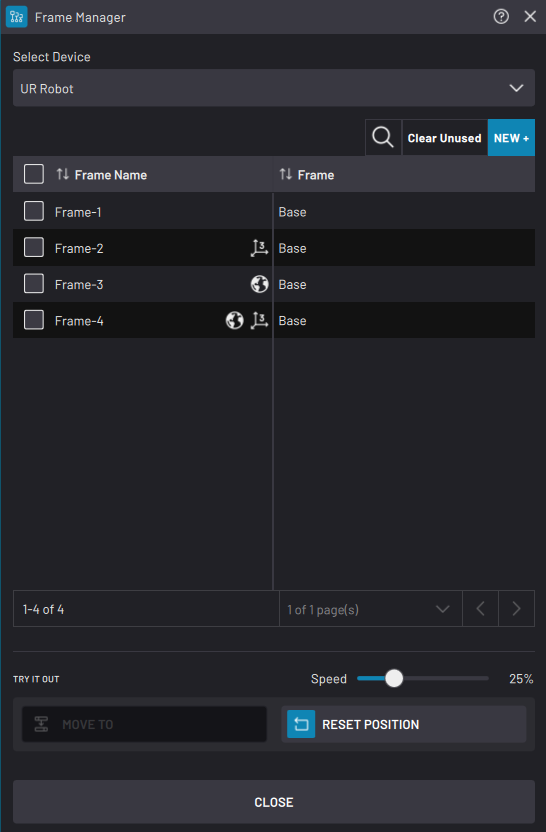 Frame Manager
Select Device
UR Robot
Clear Unused NEW +
Frame Name Frame
Frame-1 Base
Frame-2 3 Base
Frame-3 Base
Frame-4 3 Base
1-4 of 4 1 of 1 page(s)
TRY IT OUT Speed 25%
MOVE TO RESET POSITION
CLOSE